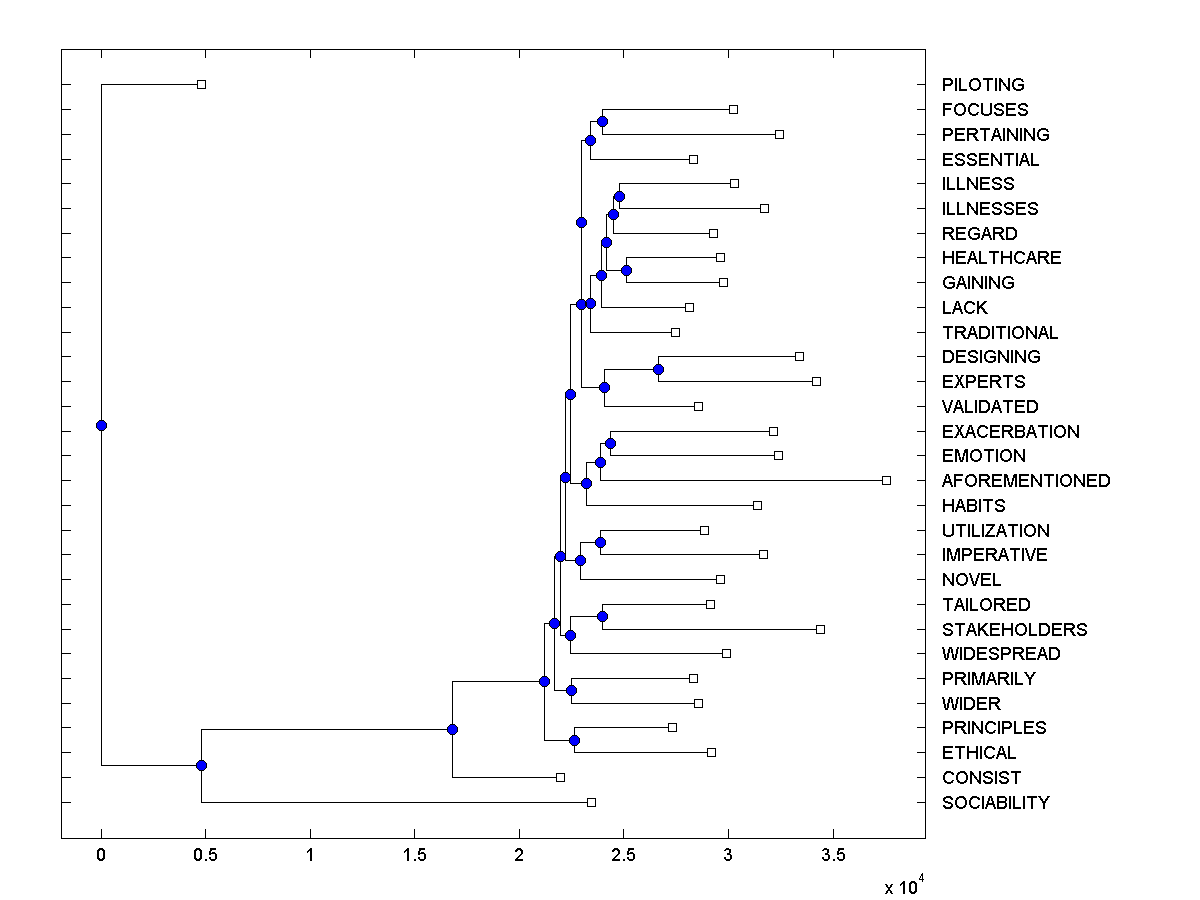 PILOTING
FOCUSES
PERTAINING
ESSENTIAL
ILLNESS
ILLNESSES
REGARD
HEALTHCARE
GAINING
LACK
TRADITIONAL
DESIGNING
EXPERTS
VALIDATED
EXACERBATION
EMOTION
AFOREMENTIONED
HABITS
UTILIZATION
IMPERATIVE
NOVEL
TAILORED
STAKEHOLDERS
WIDESPREAD
PRIMARILY
WIDER
PRINCIPLES
ETHICAL
CONSIST
SOCIABILITY
0 0.5 1 1.5 2 2.5 3 3.5
x 10^4